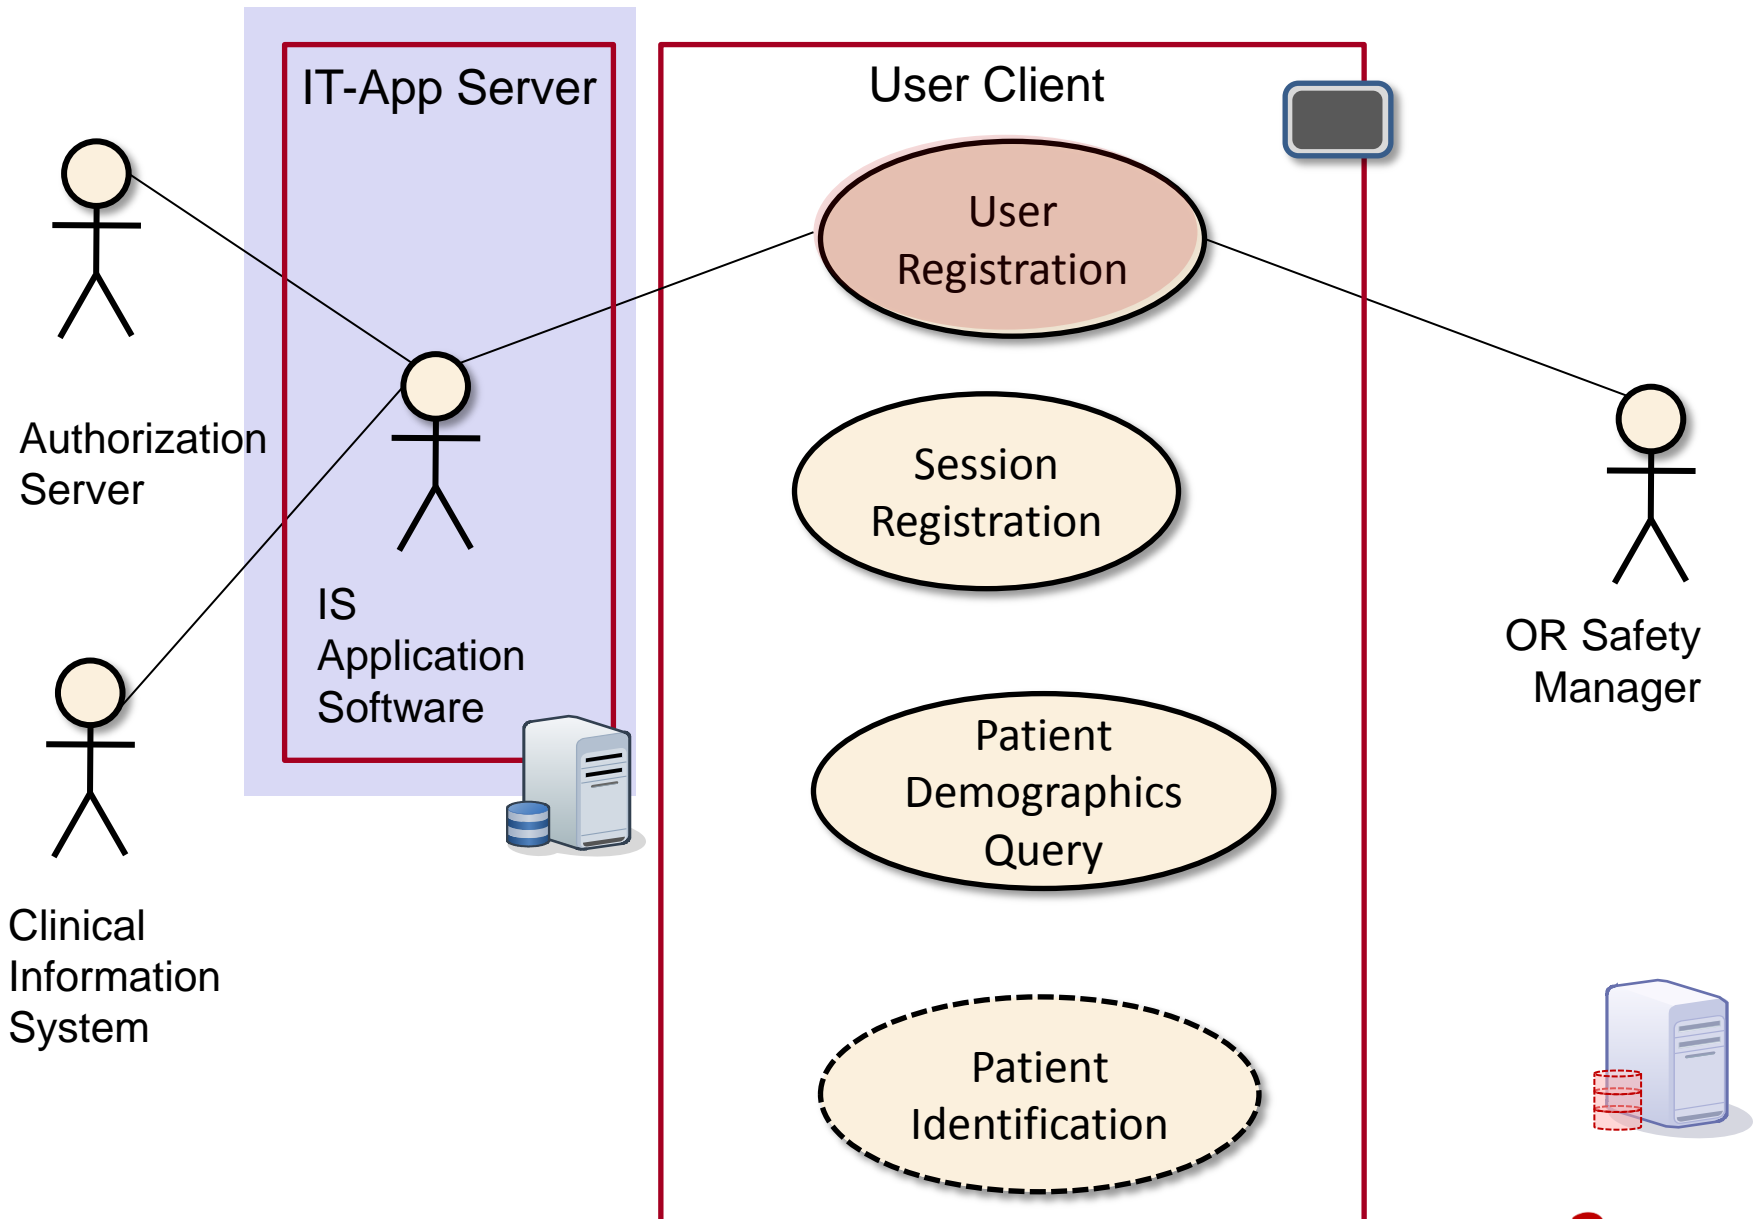 IT-App Server
User Client
User
Registration
Authorization
Server
Session
Registration
IS
Application
Software
OR Safety
Manager
Patient
Demographics
Query
Clinical
Information
System
Patient
Identification